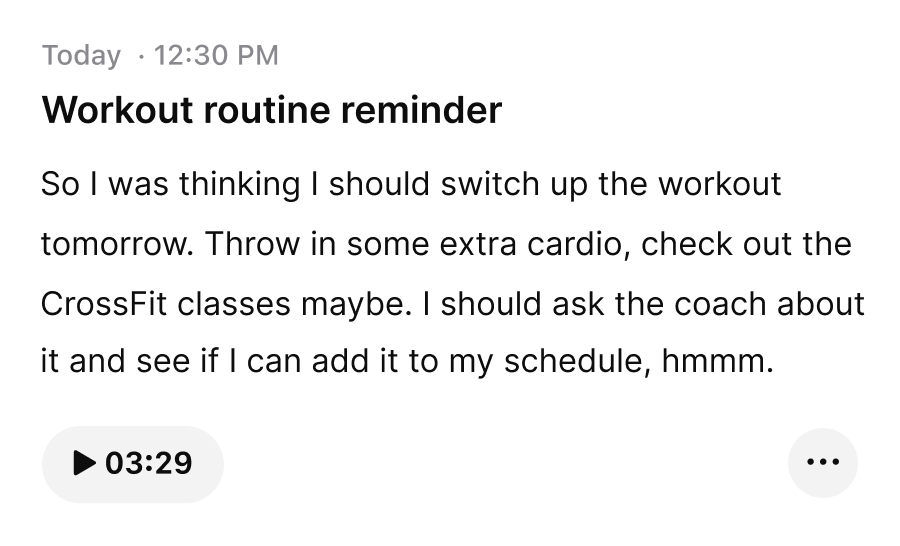 Today · 12:30 PM
Workout routine reminder
So I was thinking I should switch up the workout
tomorrow. Throw in some extra cardio, check out the
CrossFit classes maybe. I should ask the coach about
it and see if I can add it to my schedule, hmmm.
03:29